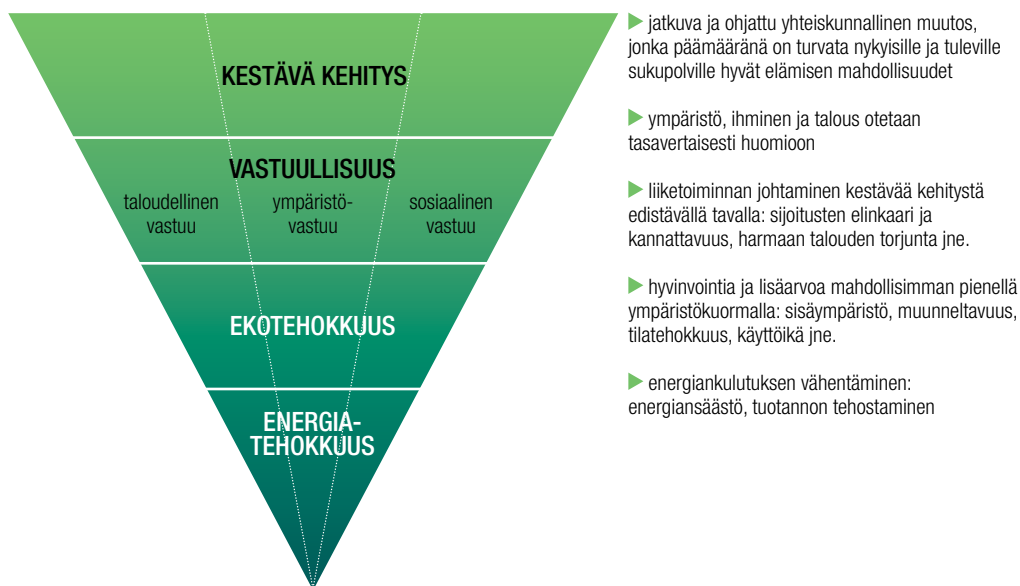 KESTÄVÄ KEHITYS
VASTUULLISUUS
taloudellinen
vastuu
ympäristö-
vastuu
sosiaalinen
vastuu
EKOTEHOKKUUS
ENERGIA-
TEHOKKUUS
▶ jatkuva ja ohjattu yhteiskunnallinen muutos,
jonka päämääränä on turvata nykyisille ja tuleville
sukupolville hyvät elämisen mahdollisuudet
▶ ympäristö, ihminen ja talous otetaan
tasavertaisesti huomioon
▶ liiketoiminnan johtaminen kestävää kehitystä
edistävällä tavalla: sijoitusten elinkaari ja
kannattavuus, harmaan talouden torjunta jne.
▶ hyvinvointia ja lisäarvoa mahdollisimman pienellä
ympäristökuormalla: sisäympäristö, muunneltavuus,
tilatehokkuus, käyttöikä jne.
▶ energiankulutuksen vähentäminen:
energiansäästö, tuotannon tehostaminen